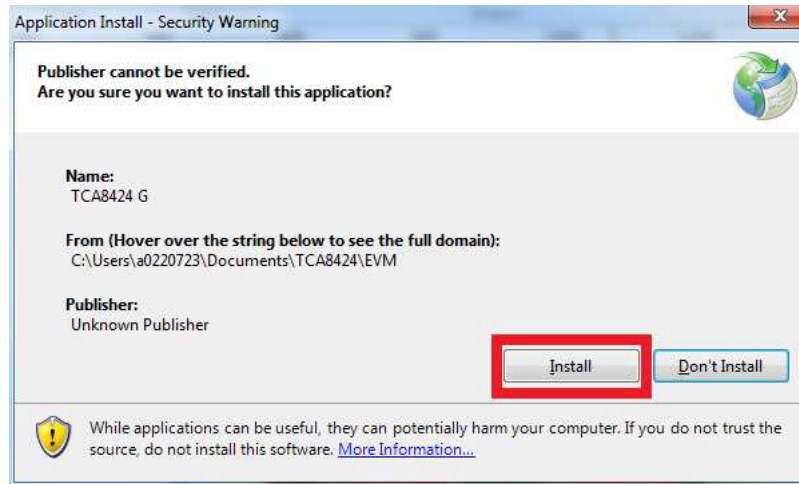 Application Install - Security Warning
Publisher cannot be verified.
Are you sure you want to install this application?
Name:
TCA8424 G
From (Hover over the string below to see the full domain):
C:\Users\a0220723\Documents\TCA8424\EVM
Publisher:
Unknown Publisher
Install
Don't Install
While applications can be useful, they can potentially harm your computer. If you do not trust the
source, do not install this software. More Information...